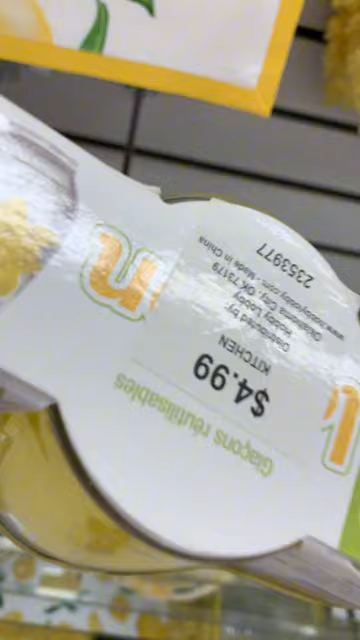 Glaçons réutilisables
$4.99
KITCHEN
Distributed by:
Hobby Lobby
Oklahoma City, OK 73179
www.hobbylobby.com Made in China
2353977